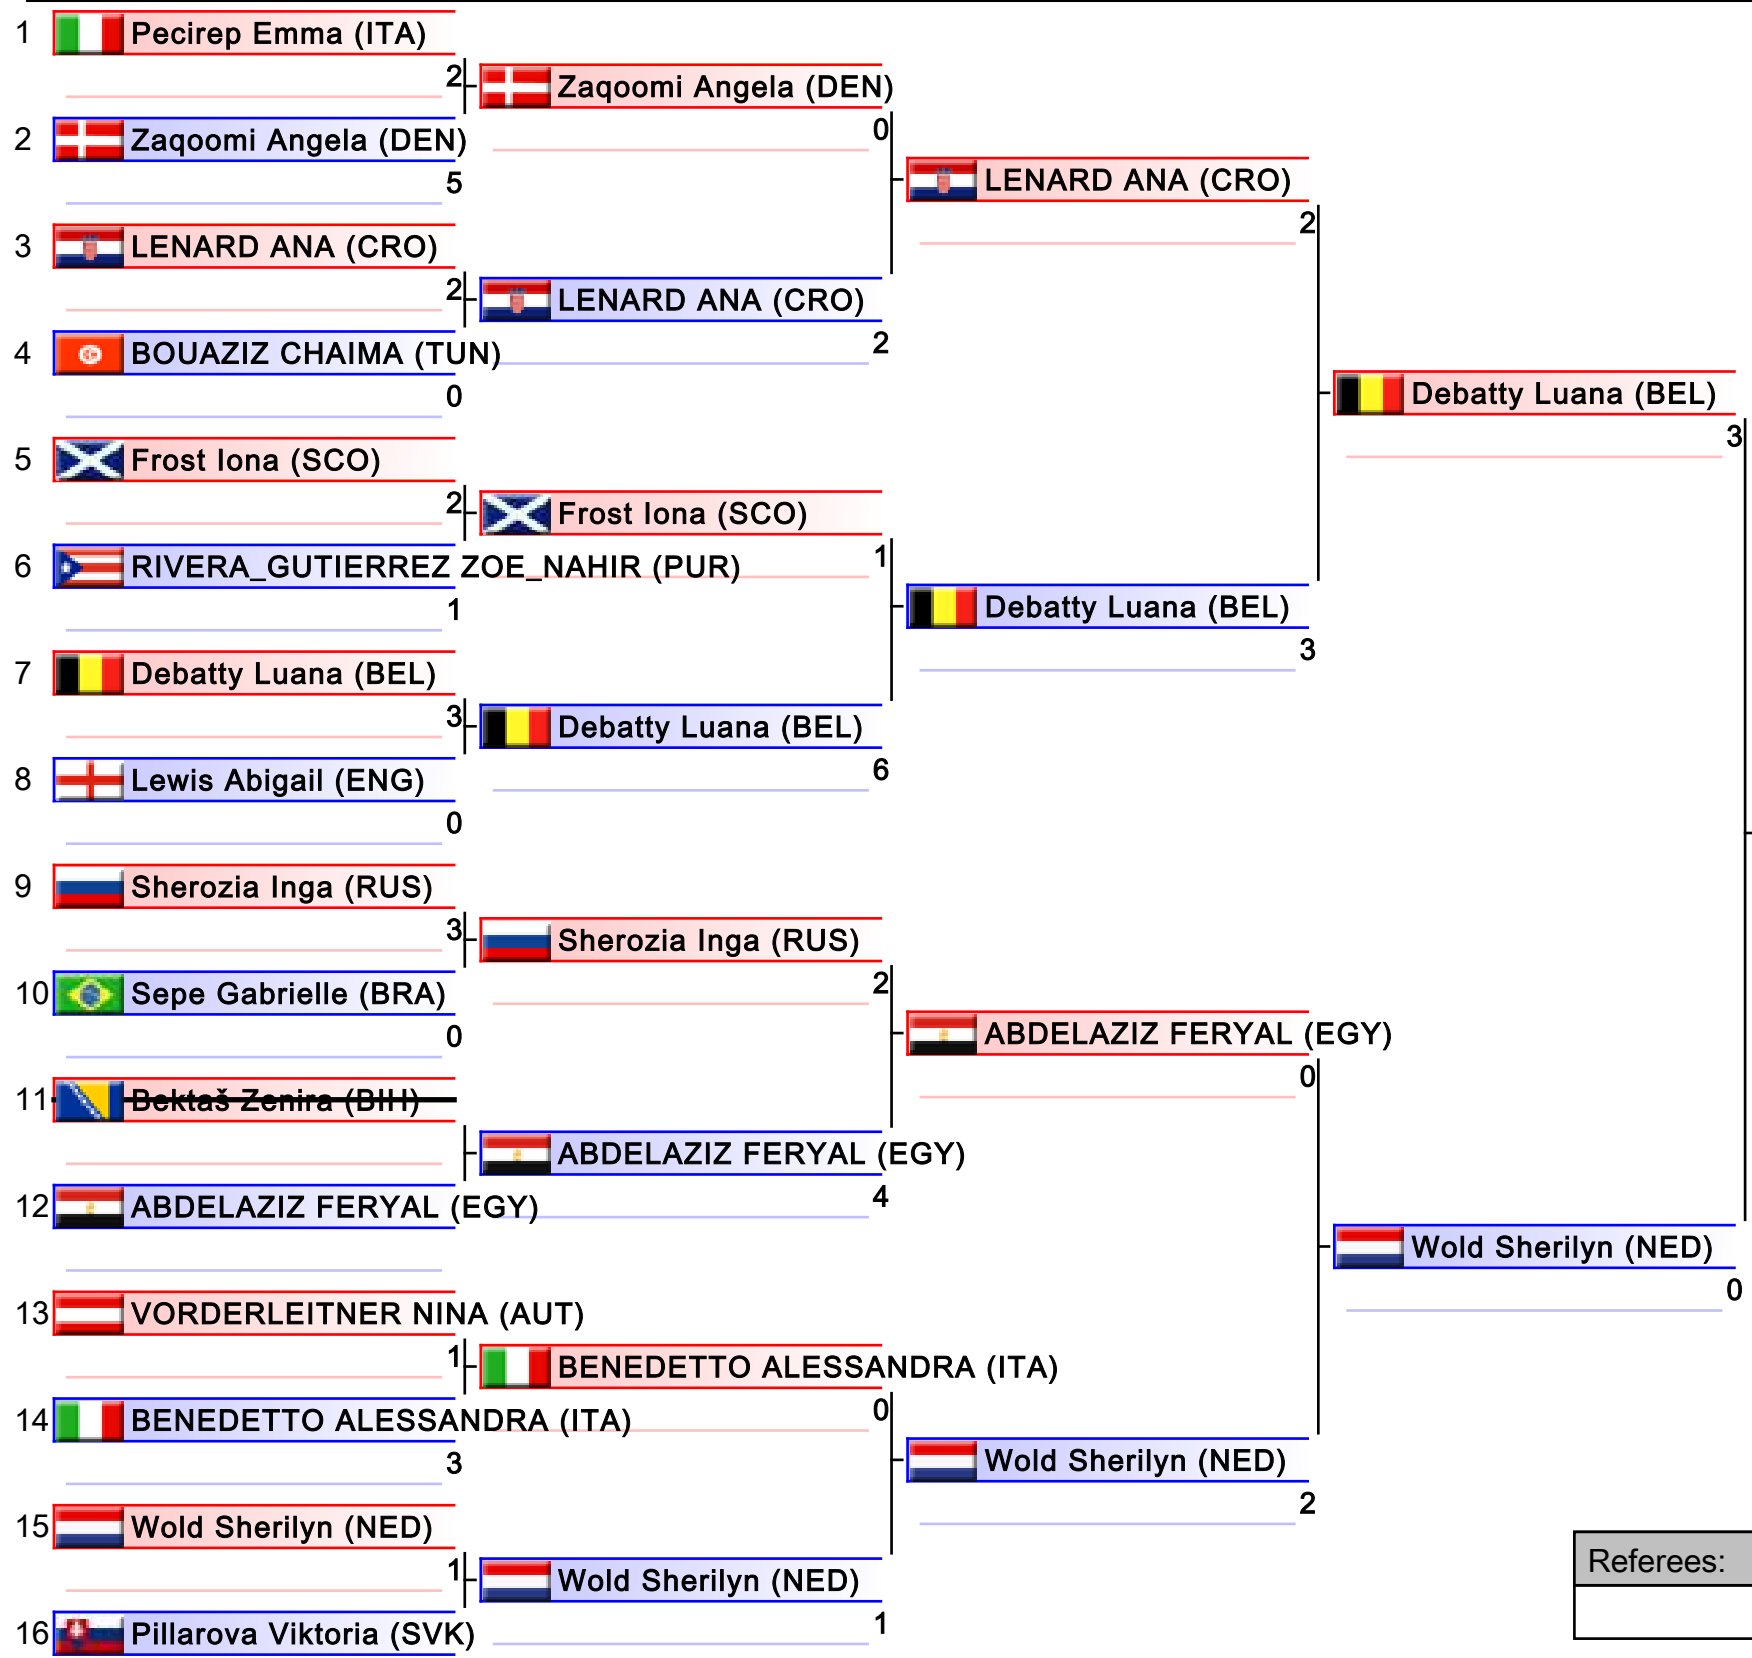 1 Pecirep Emma (ITA)
2 Zaqoomi Angela (DEN)
2 Zaqoomi Angela (DEN)
0
5
LENARD ANA (CRO)
2
3 LENARD ANA (CRO)
2 LENARD ANA (CRO)
4 BOUAZIZ CHAIMA (TUN)
2
0
Debatty Luana (BEL)
3
5 Frost Iona (SCO)
2 Frost Iona (SCO)
6 RIVERA_GUTIERREZ ZOE_NAHIR (PUR)
1
1
Debatty Luana (BEL)
3
7 Debatty Luana (BEL)
3 Debatty Luana (BEL)
8 Lewis Abigail (ENG)
6
0
9 Sherozia Inga (RUS)
3 Sherozia Inga (RUS)
10 Sepe Gabrielle (BRA)
2
0
ABDELAZIZ FERYAL (EGY)
0
11 Bektaš Zenira (BIH)
ABDELAZIZ FERYAL (EGY)
12 ABDELAZIZ FERYAL (EGY)
4
Wold Sherilyn (NED)
0
13 VORDERLEITNER NINA (AUT)
1 BENEDETTO ALESSANDRA (ITA)
14 BENEDETTO ALESSANDRA (ITA)
0
3
Wold Sherilyn (NED)
2
15 Wold Sherilyn (NED)
1 Wold Sherilyn (NED)
16 Pillarova Viktoria (SVK)
1
Referees: